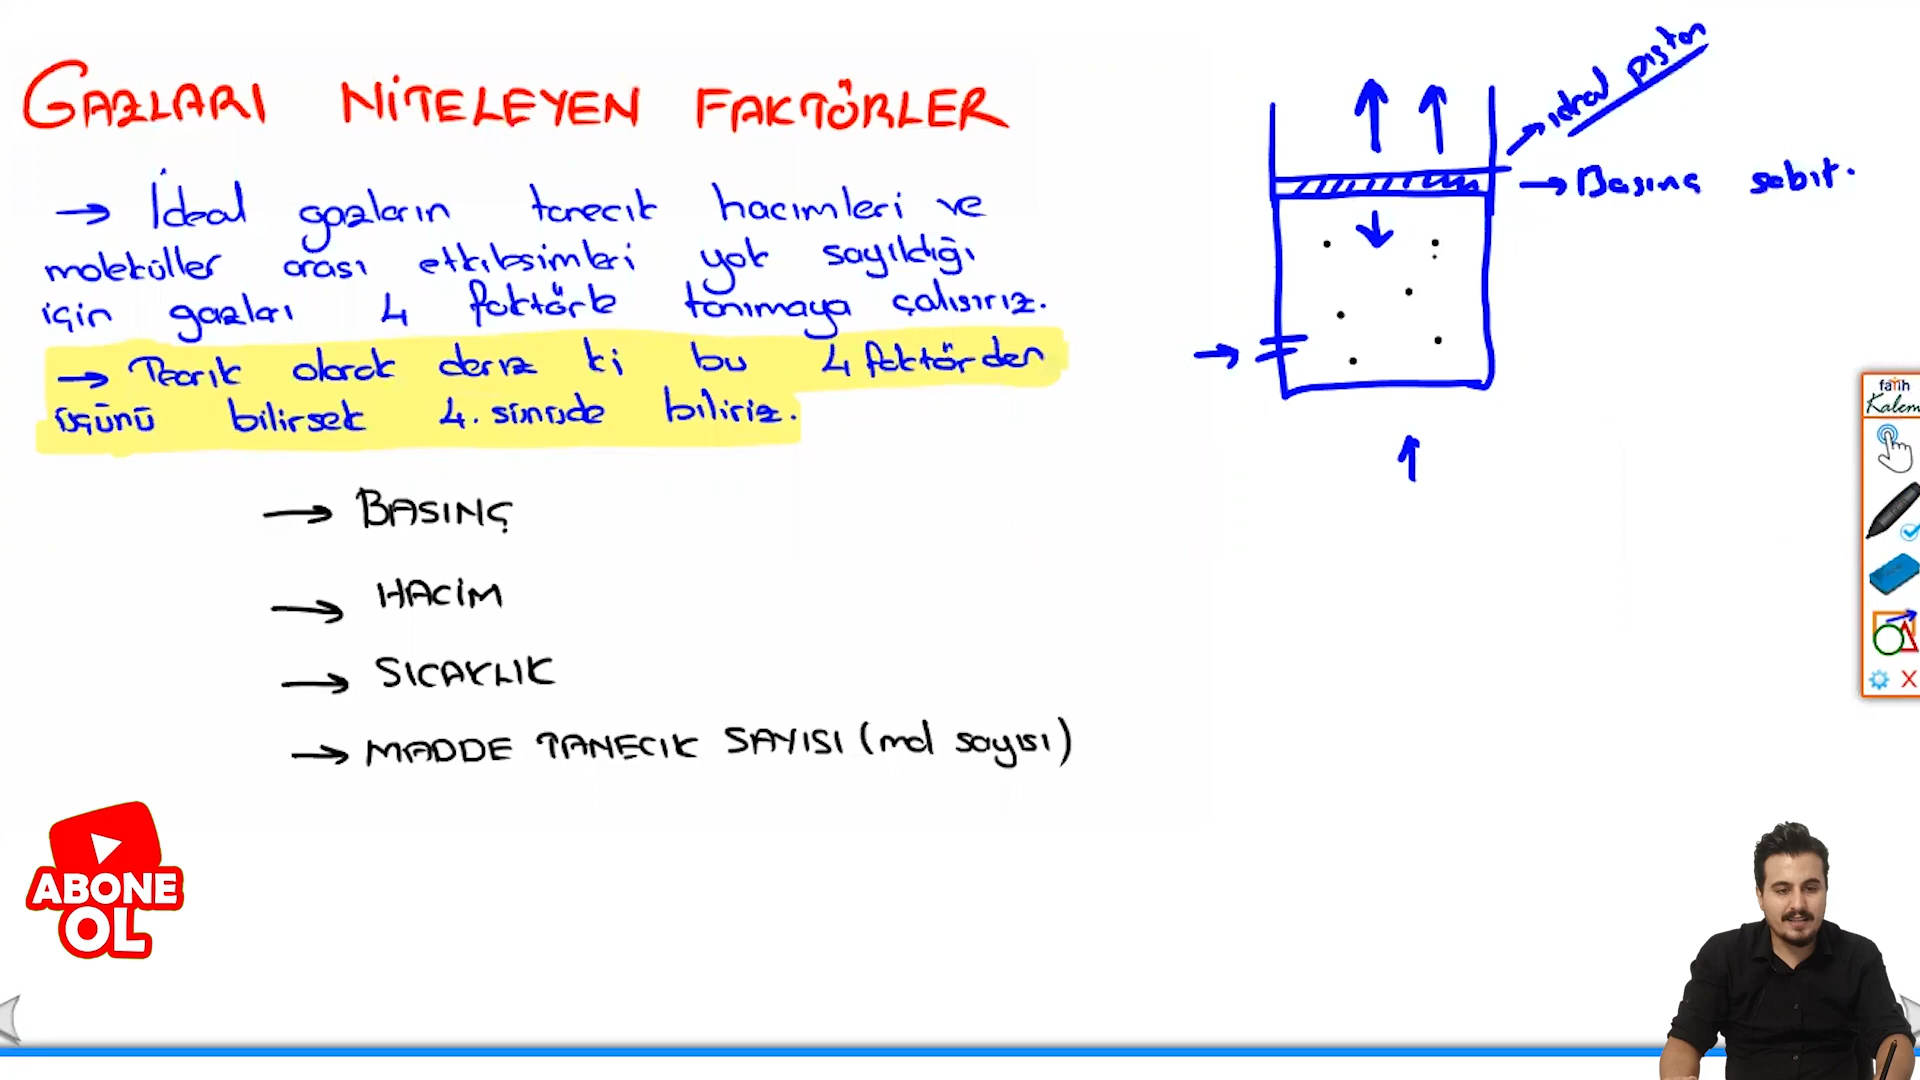 GAZLARI NİTELEYEN FAKTÖRLER
→ İdeal gazların tanecik hacimleri ve
moleküller arası etkileşimleri yok sayıldığı
için gazları 4 faktörle tanımaya çalışırız.
→ Teorik olarak deriz ki bu 4 faktörden
üçünü bilirsek 4. sünüde biliriz.
→ BASINÇ
→ HACİM
→ SICAKLIK
→ MADDE TANECIK SAYISI (mol sayısı)
→ ideal piston
→ Basınç sabit.
fatih
Kalem
ABONE
OL